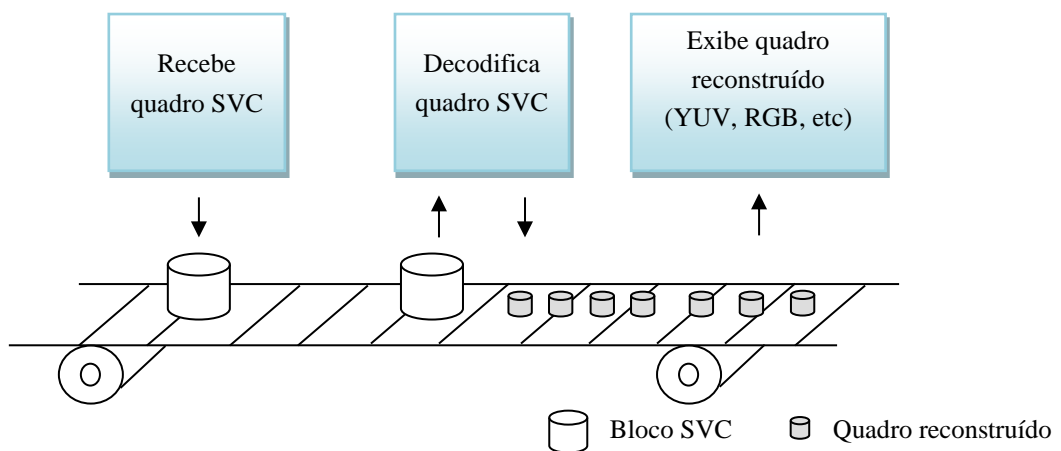 Recebe
quadro SVC
Decodifica
quadro SVC
Exibe quadro
reconstruído
(YUV, RGB, etc)
Bloco SVC
Quadro reconstruído